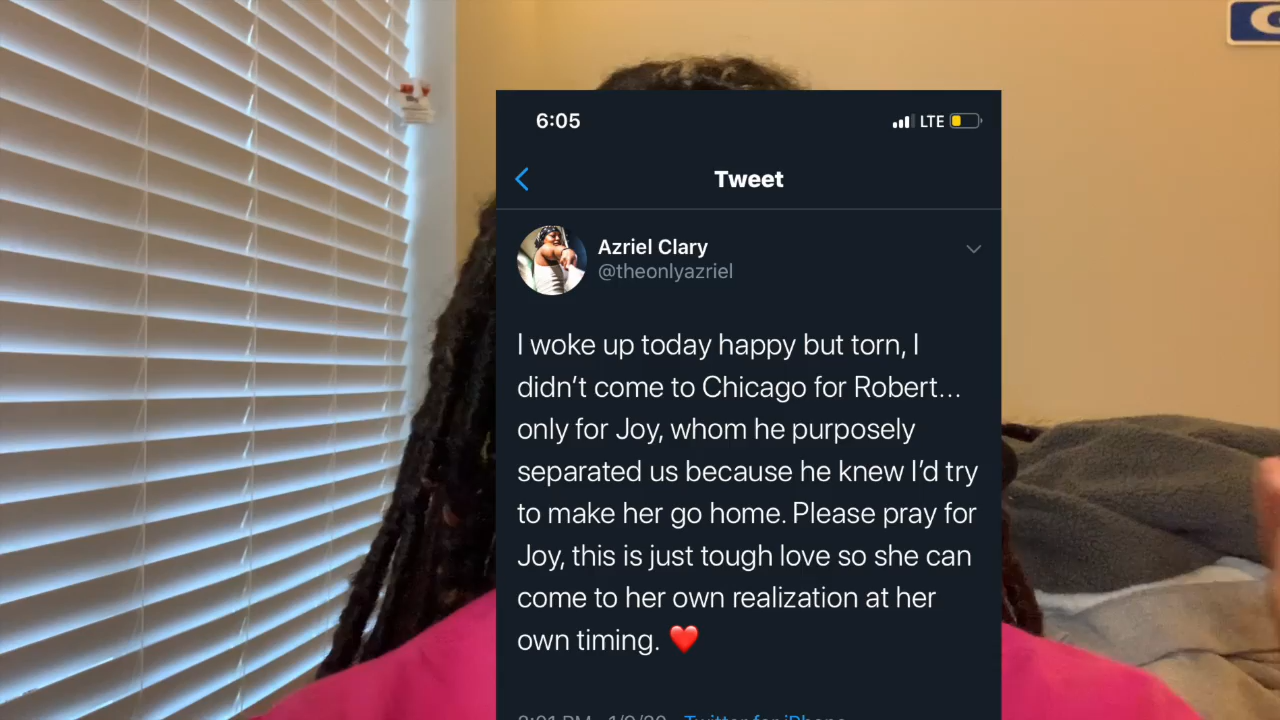 6:05
LTE
Tweet
Azriel Clary
@theonlyazriel
I woke up today happy but torn, I
didn’t come to Chicago for Robert...
only for Joy, whom he purposely
separated us because he knew I’d try
to make her go home. Please pray for
Joy, this is just tough love so she can
come to her own realization at her
own timing. ❤️